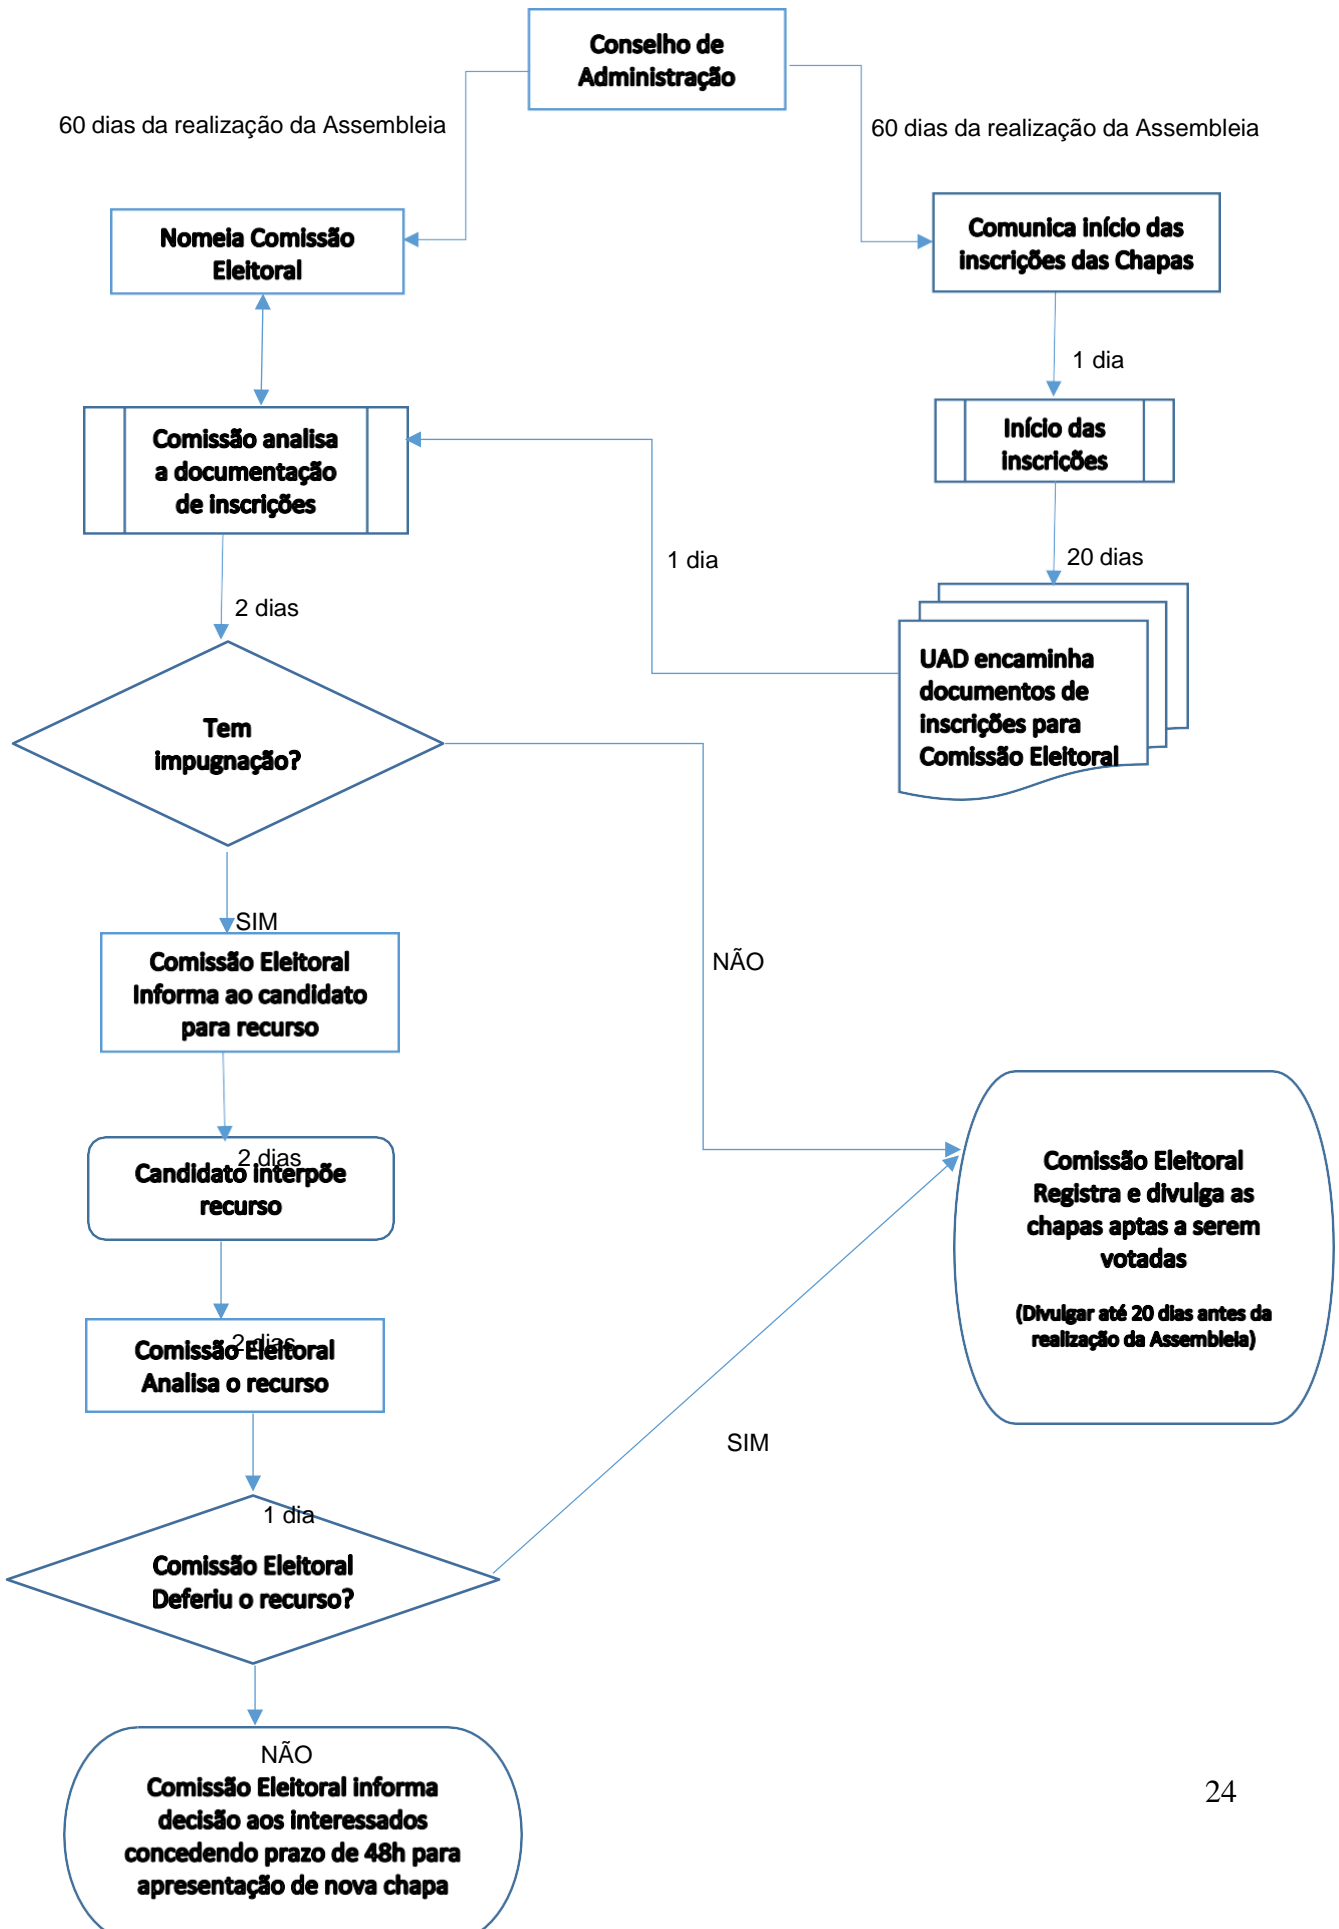 Conselho de
Administração
60 dias da realização da Assembleia
60 dias da realização da Assembleia
Nomeia Comissão
Eleitoral
Comunica início das
inscrições das Chapas
1 dia
Comissão analisa
a documentação
de inscrições
Início das
inscrições
1 dia
20 dias
2 dias
UAD encaminha
documentos de
inscrições para
Comissão Eleitoral
Tem
impugnação?
SIM
NÃO
Comissão Eleitoral
Informa ao candidato
para recurso
2 dias
Candidato interpõe
recurso
Comissão Eleitoral
Registra e divulga as
chapas aptas a serem
votadas
(Divulgar até 20 dias antes da
realização da Assembleia)
2 dias
Comissão Eleitoral
Analisa o recurso
SIM
1 dia
Comissão Eleitoral
Deferiu o recurso?
NÃO
Comissão Eleitoral informa
decisão aos interessados
concedendo prazo de 48h para
apresentação de nova chapa
24